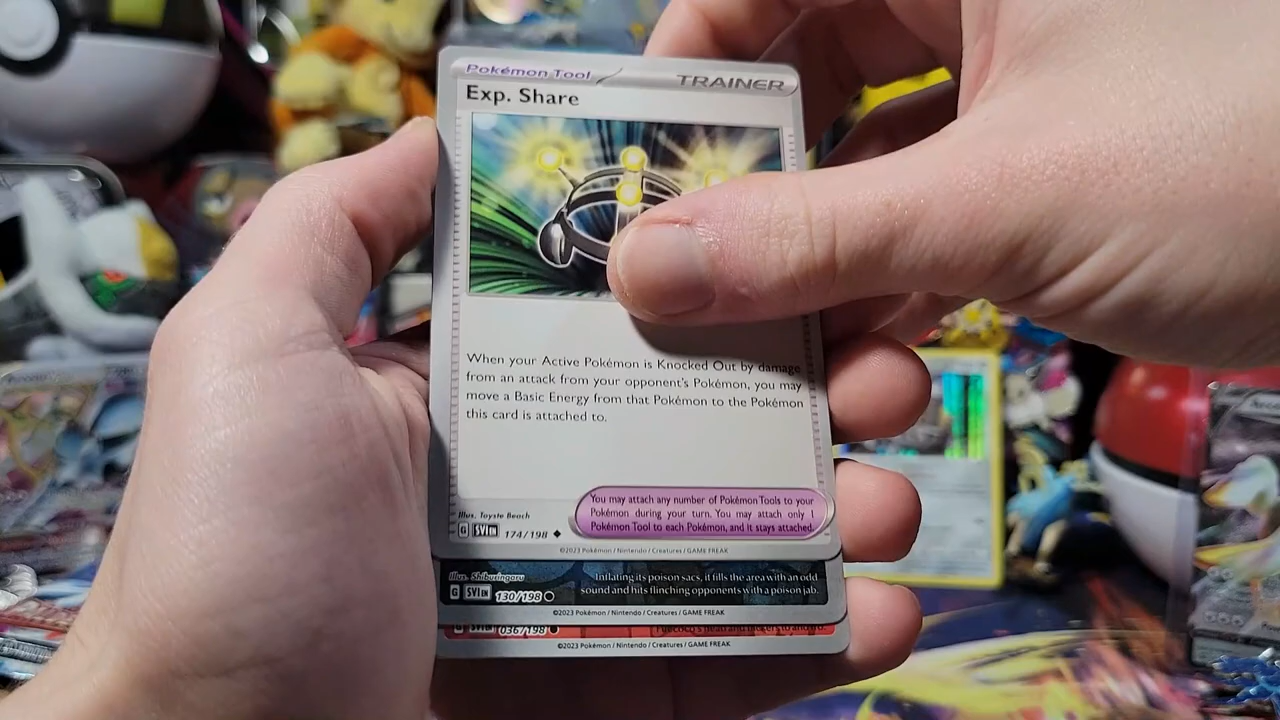 Pokémon Tool
TRAINER
Exp. Share
When your Active Pokémon is Knocked Out by damage
from an attack from your opponent's Pokémon, you may
move a Basic Energy from that Pokémon to the Pokémon
this card is attached to.
You may attach any number of Pokémon Tools to your
Pokémon during your turn. You may attach only 1
Pokémon Tool to each Pokémon, and it stays attached.
Illus. Toyste Beach
G SVI EN 174/198
©2023 Pokémon / Nintendo / Creatures / GAME FREAK
Illus. Shiburingaru
Inflating its poison sacs, it fills the area with an odd
sound and hits flinching opponents with a poison jab.
G SVI EN 130/198
©2023 Pokémon / Nintendo / Creatures / GAME FREAK
036/198
©2023 Pokémon / Nintendo / Creatures / GAME FREAK